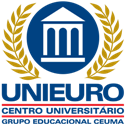 UNIEURO
CENTRO UNIVERSITÁRIO
GRUPO EDUCACIONAL CEUMA